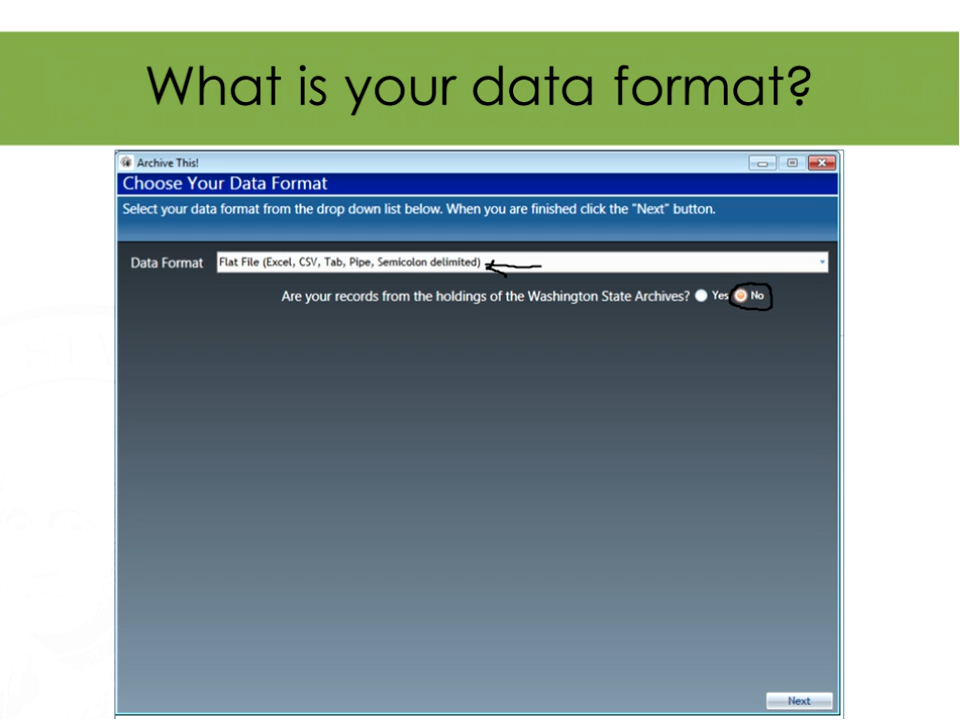 What is your data format?
Archive This!
Choose Your Data Format
Select your data format from the drop down list below. When you are finished click the "Next" button.
Data Format Flat File (Excel, CSV, Tab, Pipe, Semicolon delimited)
Are your records from the holdings of the Washington State Archives? Yes No
Next